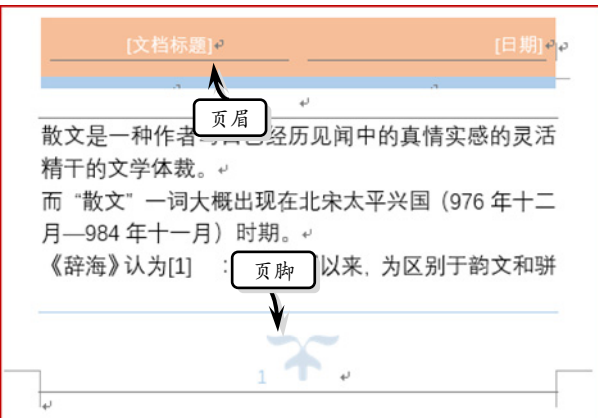 [文档标题]
[日期]
页眉
散文是一种作者 经历见闻中的真情实感的灵活
精干的文学体裁。
而“散文”一词大概出现在北宋太平兴国（976 年十二
月—984 年十一月）时期。
《辞海》认为[1] ： 以来，为区别于韵文和骈
页脚
1